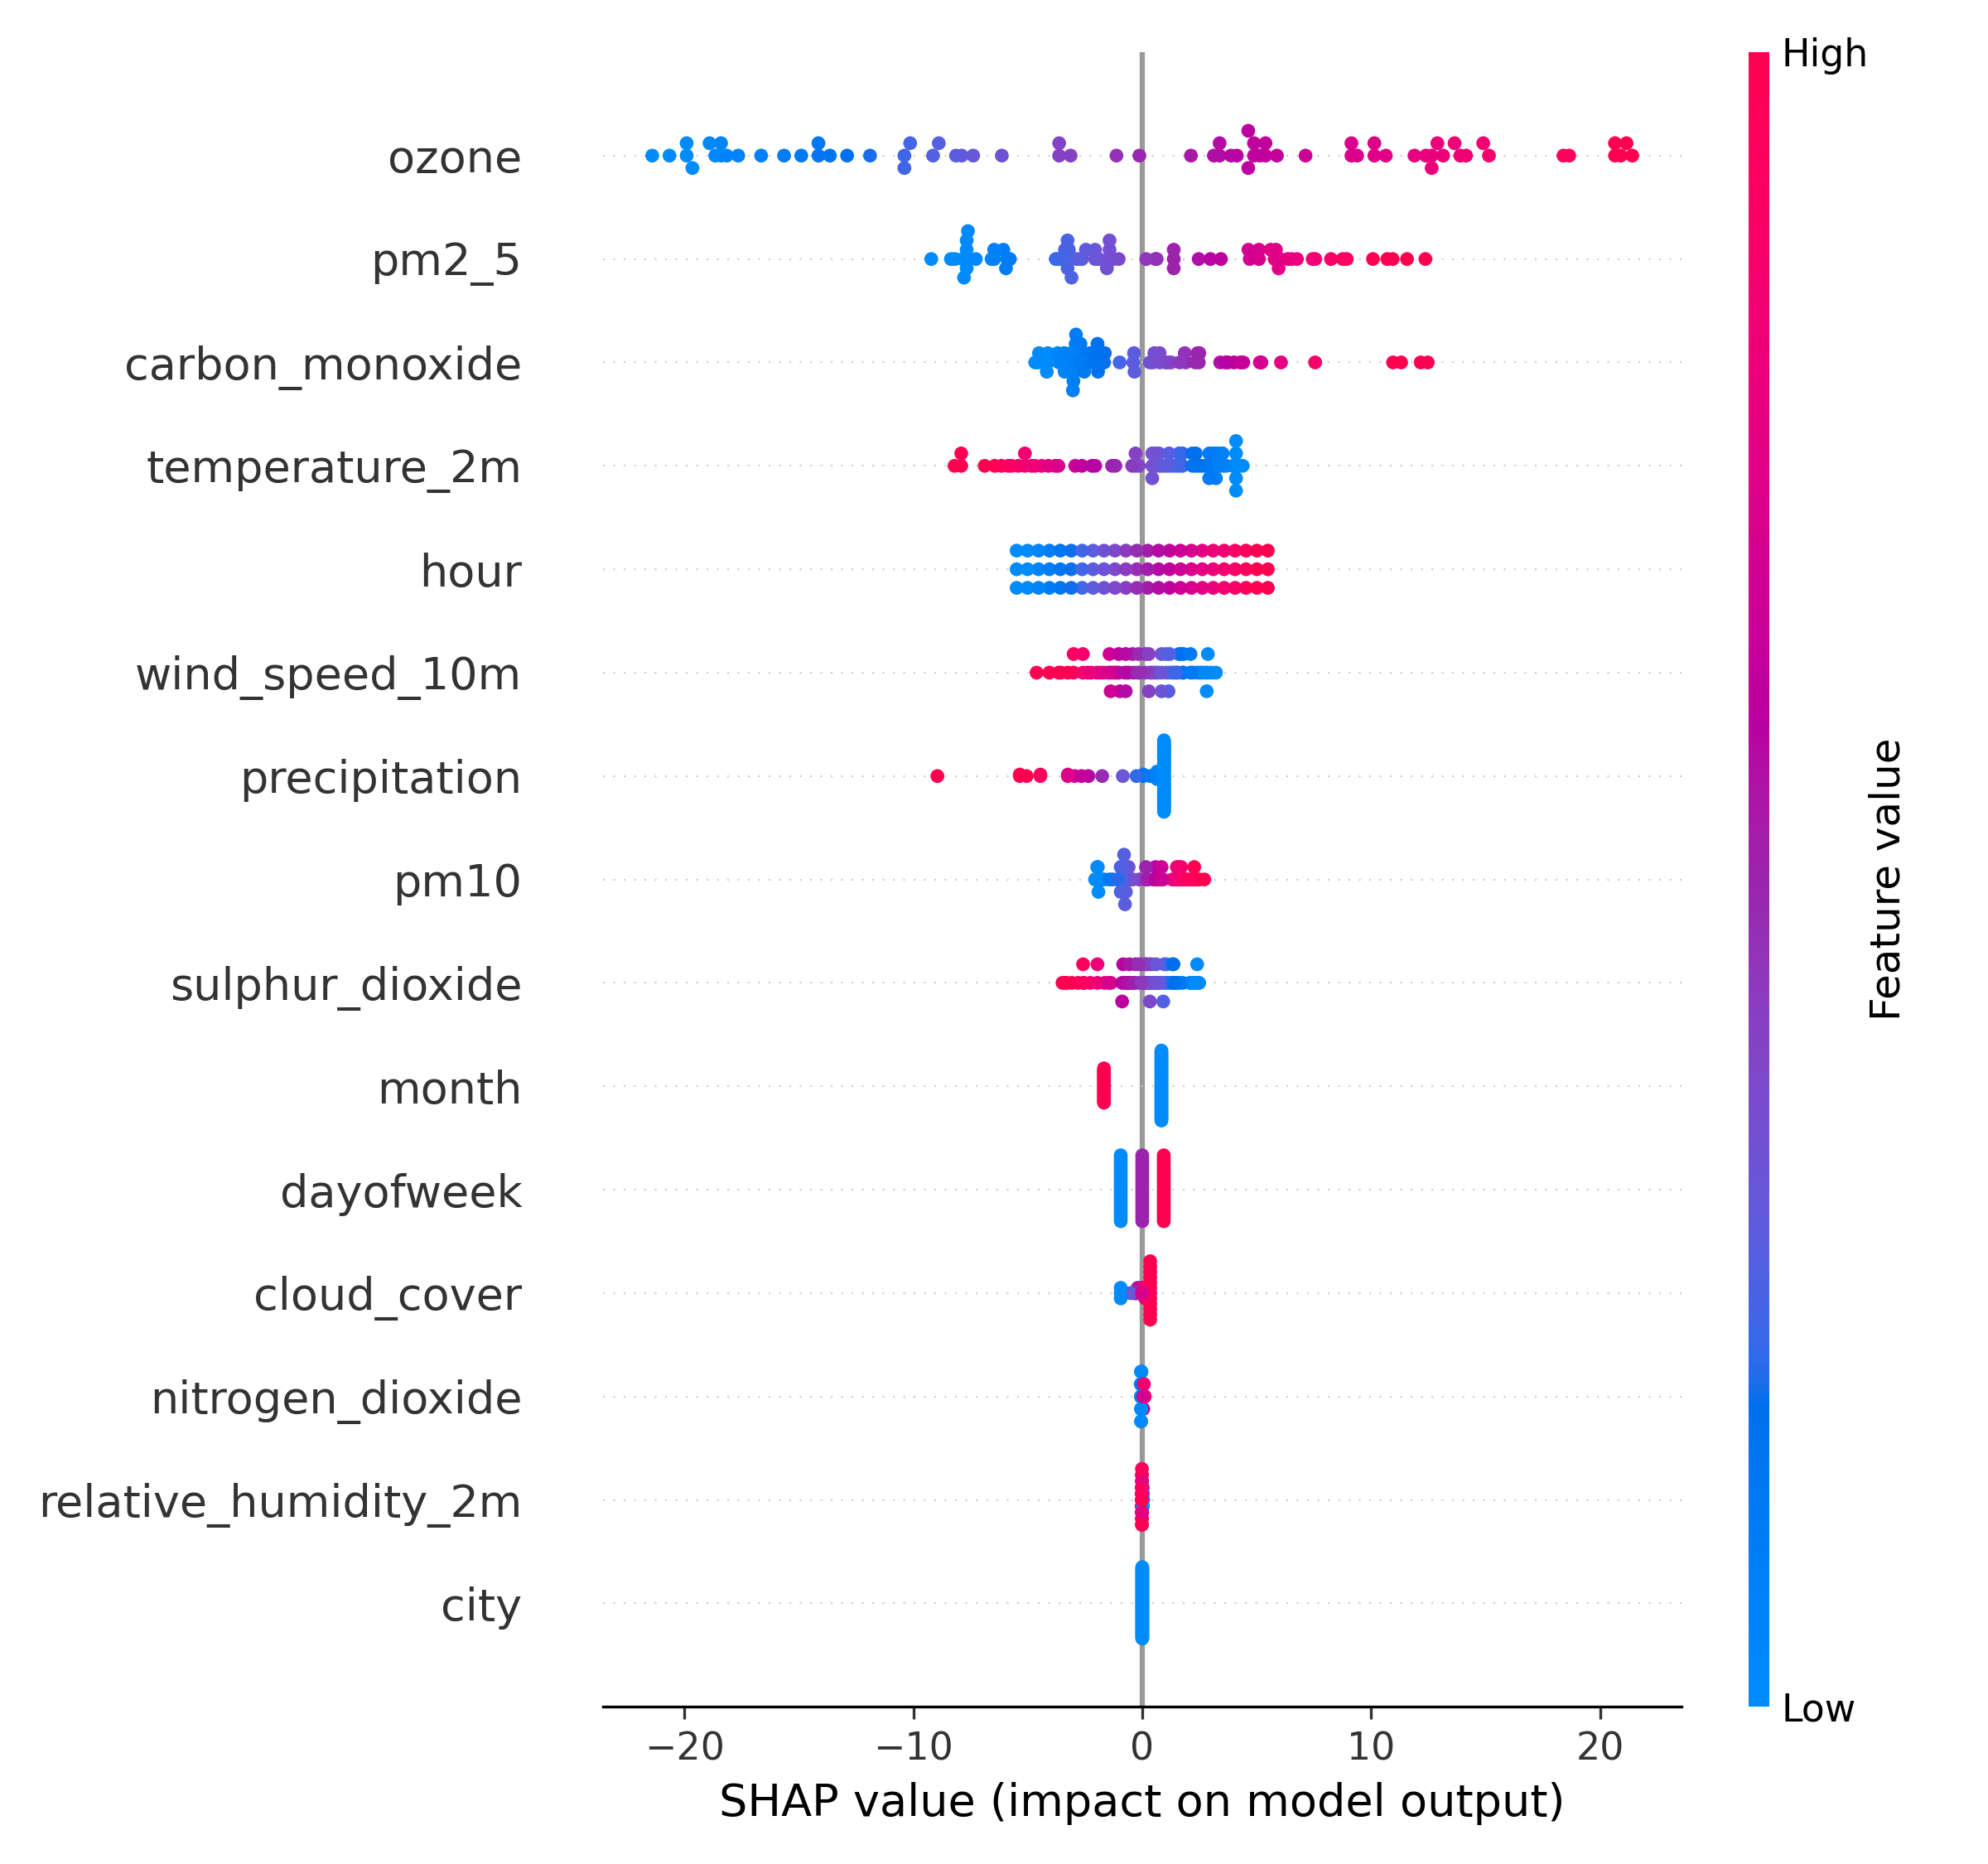 High
ozone
pm2_5
carbon_monoxide
temperature_2m
hour
wind_speed_10m
precipitation
pm10
sulphur_dioxide
month
dayofweek
cloud_cover
nitrogen_dioxide
relative_humidity_2m
city
Feature value
Low
−20 −10 0 10 20
SHAP value (impact on model output)